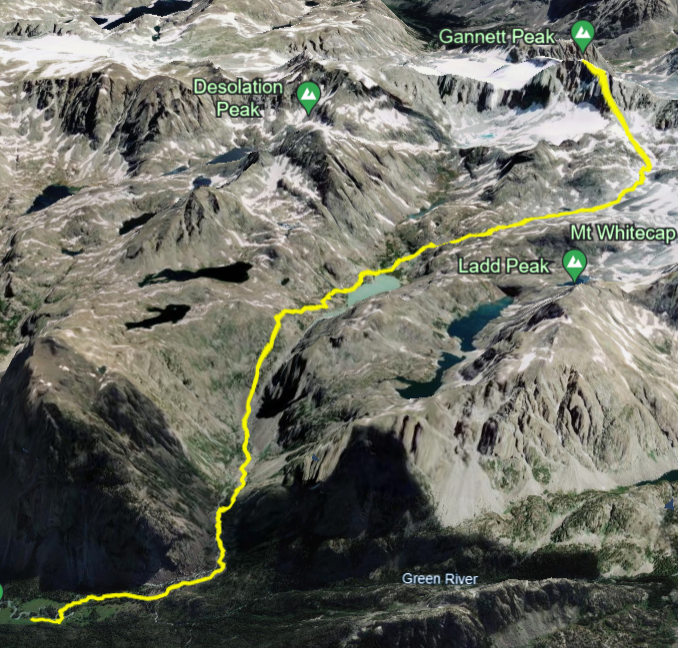 Gannett Peak
Desolation
Peak
Mt Whitecap
Ladd Peak
Green River